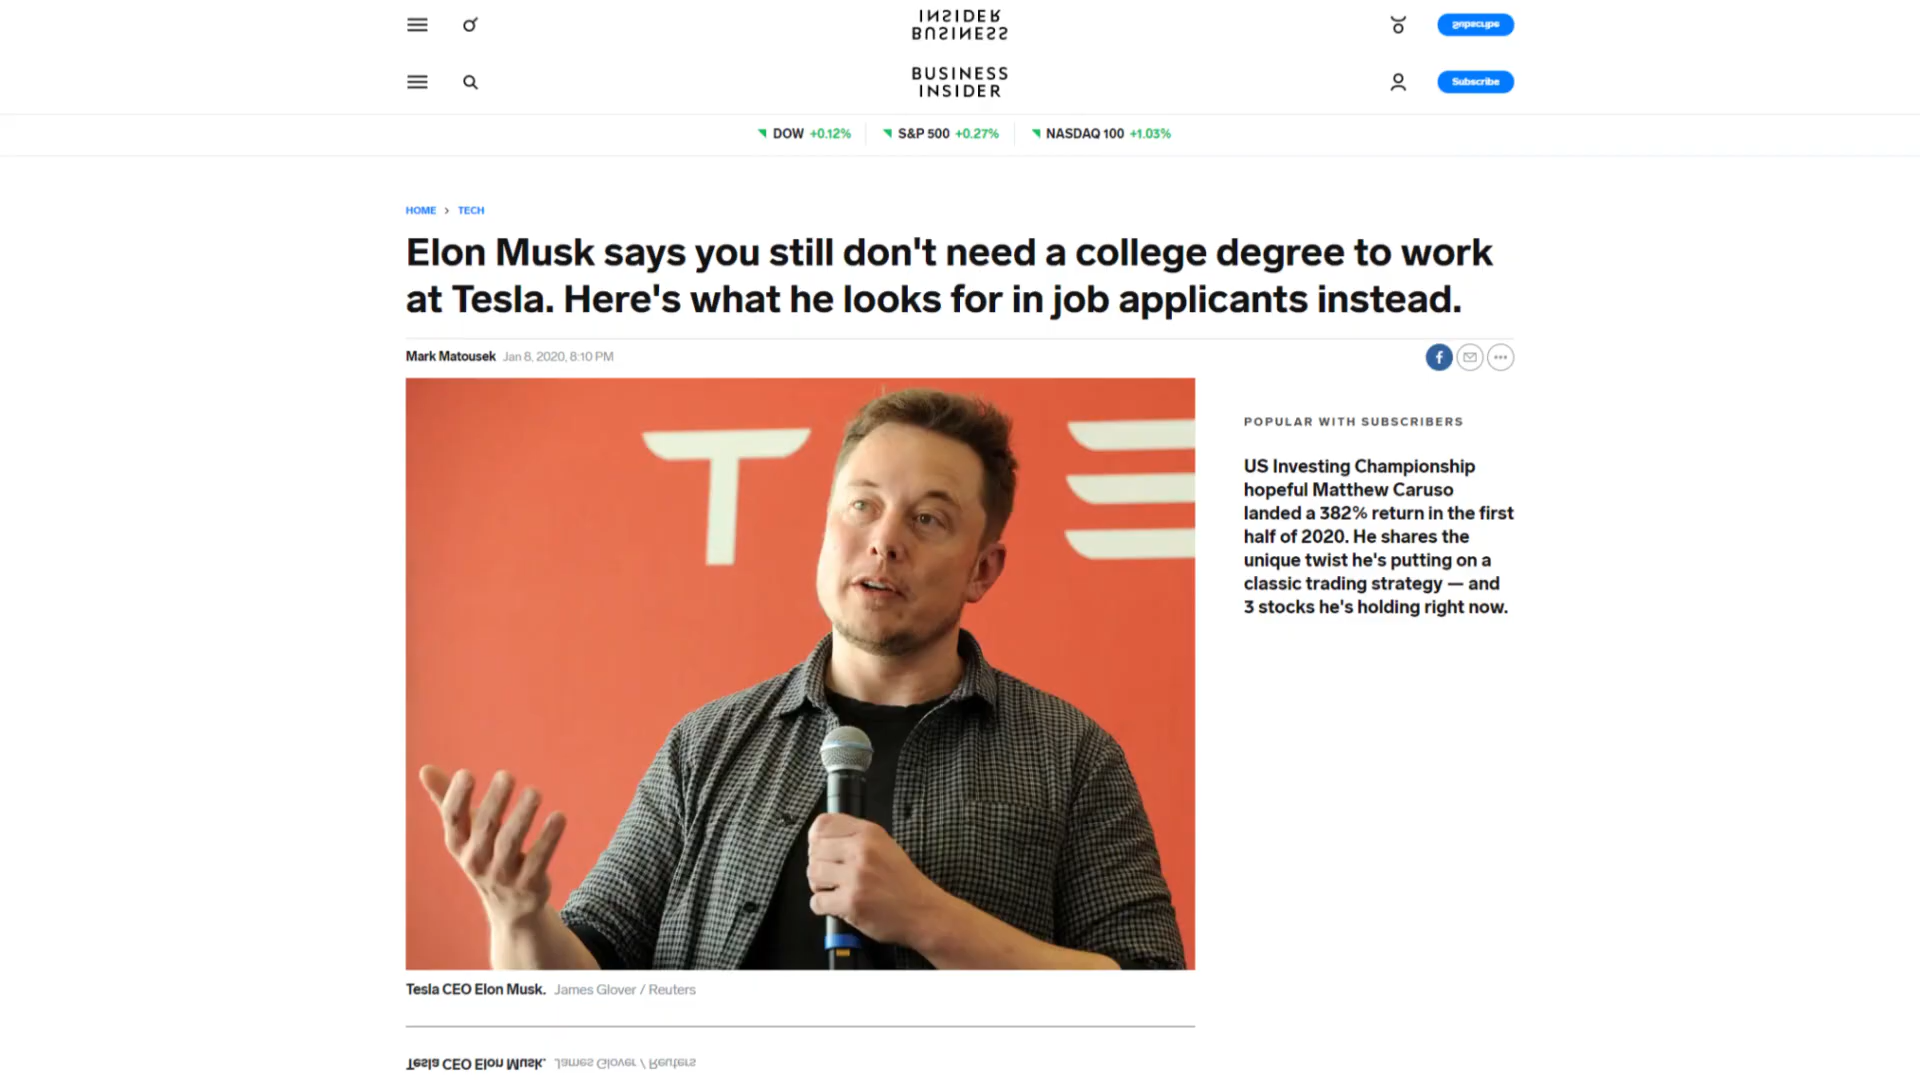 INSIDER
BUSINESS
Subscribe
BUSINESS
INSIDER
Subscribe
DOW +0.12% S&P 500 +0.27% NASDAQ 100 +1.03%
HOME > TECH
Elon Musk says you still don't need a college degree to work
at Tesla. Here's what he looks for in job applicants instead.
Mark Matousek Jan 8, 2020, 8:10 PM
T E
POPULAR WITH SUBSCRIBERS
US Investing Championship
hopeful Matthew Caruso
landed a 382% return in the first
half of 2020. He shares the
unique twist he's putting on a
classic trading strategy — and
3 stocks he's holding right now.
Tesla CEO Elon Musk. James Glover / Reuters
Tesla CEO Elon Musk. James Glover / Reuters